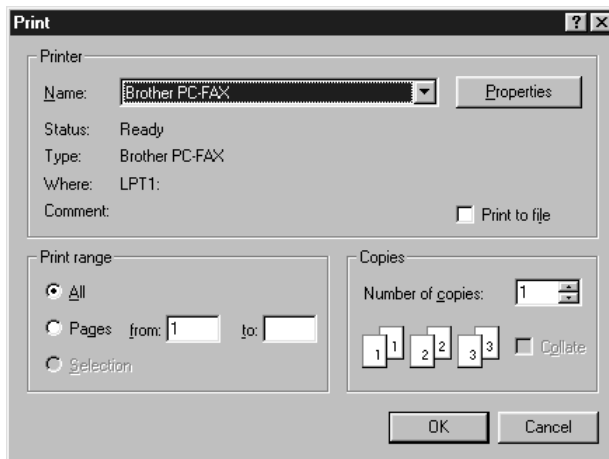 Print
Printer
Name: Brother PC-FAX Properties
Status: Ready
Type: Brother PC-FAX
Where: LPT1:
Comment: Print to file
Print range
All
Pages from: 1 to:
Selection
Copies
Number of copies: 1
1 1 2 2 3 3 Collate
OK Cancel